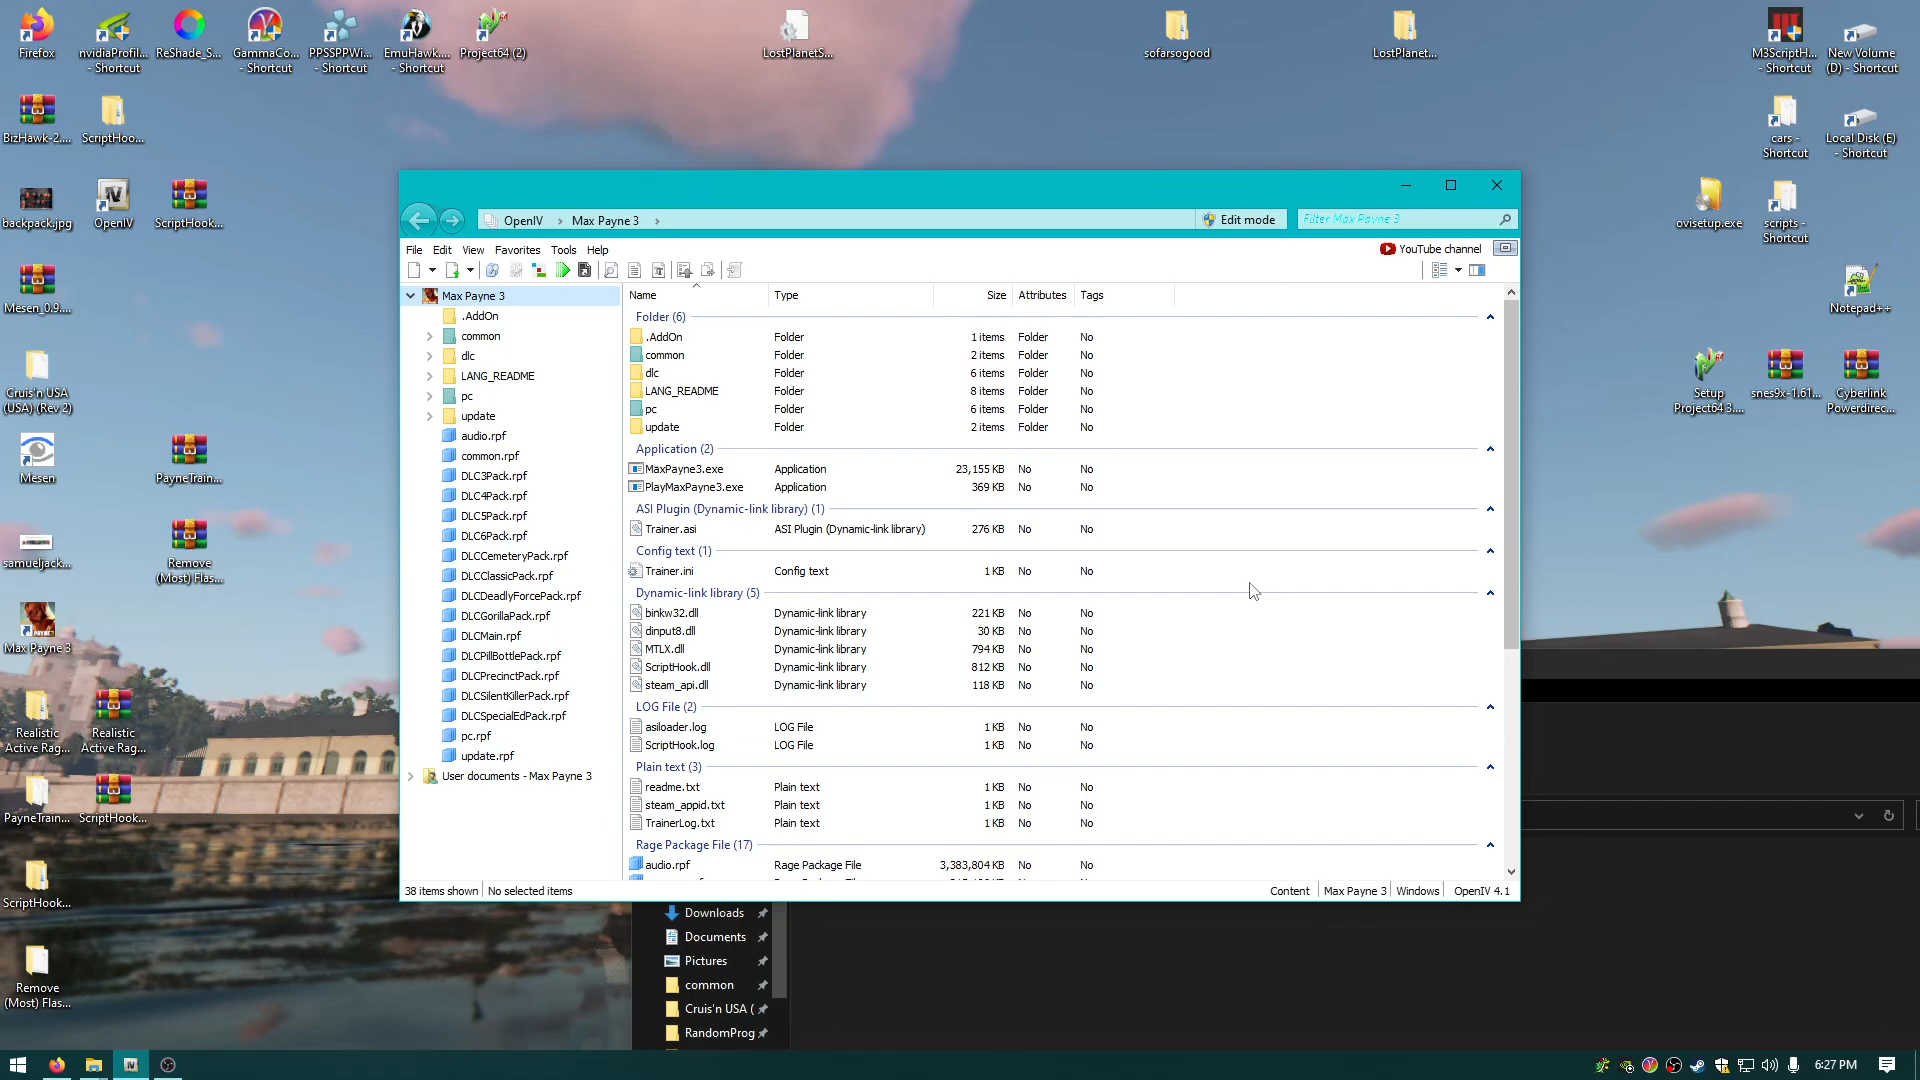 Firefox
nvidiaProfil...
- Shortcut
ReShade_S...
GammaCo...
- Shortcut
PPSSPPWi...
- Shortcut
EmuHawk....
- Shortcut
Project64 (2)
LostPlanetS...
sofarsogood
LostPlanet...
M3ScriptH...
- Shortcut
New Volume
(D) - Shortcut
BizHawk-2....
ScriptHoo...
cars -
Shortcut
Local Disk (E)
- Shortcut
backpack.jpg
OpenIV
ScriptHook...
ovisetup.exe
scripts -
Shortcut
Mesen_0.9....
Notepad++
Cruis'n USA
(USA) (Rev 2)
Setup
Project64 3....
snes9x-1.61...
Cyberlink
Powerdirec...
Mesen
PayneTrain...
samueljack...
Remove
(Most) Flas...
Max Payne 3
Realistic
Active Rag...
Realistic
Active Rag...
PayneTrain...
ScriptHook...
ScriptHook...
Remove
(Most) Flas...
OpenIV
Max Payne 3
Edit mode
Filter Max Payne 3
File Edit View Favorites Tools Help
YouTube channel
Max Payne 3
.AddOn
common
dlc
LANG_README
pc
update
audio.rpf
common.rpf
DLC3Pack.rpf
DLC4Pack.rpf
DLC5Pack.rpf
DLC6Pack.rpf
DLCCemeteryPack.rpf
DLCClassicPack.rpf
DLCDeadlyForcePack.rpf
DLCGorillaPack.rpf
DLCMain.rpf
DLCPillBottlePack.rpf
DLCPrecinctPack.rpf
DLCSilentKillerPack.rpf
DLCSpecialEdPack.rpf
pc.rpf
update.rpf
User documents - Max Payne 3
Name Type Size Attributes Tags
Folder (6)
.AddOn Folder 1 items Folder No
common Folder 2 items Folder No
dlc Folder 6 items Folder No
LANG_README Folder 8 items Folder No
pc Folder 6 items Folder No
update Folder 2 items Folder No
Application (2)
MaxPayne3.exe Application 23,155 KB No No
PlayMaxPayne3.exe Application 369 KB No No
ASI Plugin (Dynamic-link library) (1)
Trainer.asi ASI Plugin (Dynamic-link library) 276 KB No No
Config text (1)
Trainer.ini Config text 1 KB No No
Dynamic-link library (5)
binkw32.dll Dynamic-link library 221 KB No No
dinput8.dll Dynamic-link library 30 KB No No
MTLX.dll Dynamic-link library 794 KB No No
ScriptHook.dll Dynamic-link library 812 KB No No
steam_api.dll Dynamic-link library 118 KB No No
LOG File (2)
asiloader.log LOG File 1 KB No No
ScriptHook.log LOG File 1 KB No No
Plain text (3)
readme.txt Plain text 1 KB No No
steam_appid.txt Plain text 1 KB No No
TrainerLog.txt Plain text 1 KB No No
Rage Package File (17)
audio.rpf Rage Package File 3,383,804 KB No No
38 items shown No selected items
Content Max Payne 3 Windows OpenIV 4.1
Downloads
Documents
Pictures
common
Cruis'n USA (
RandomProg
6:27 PM